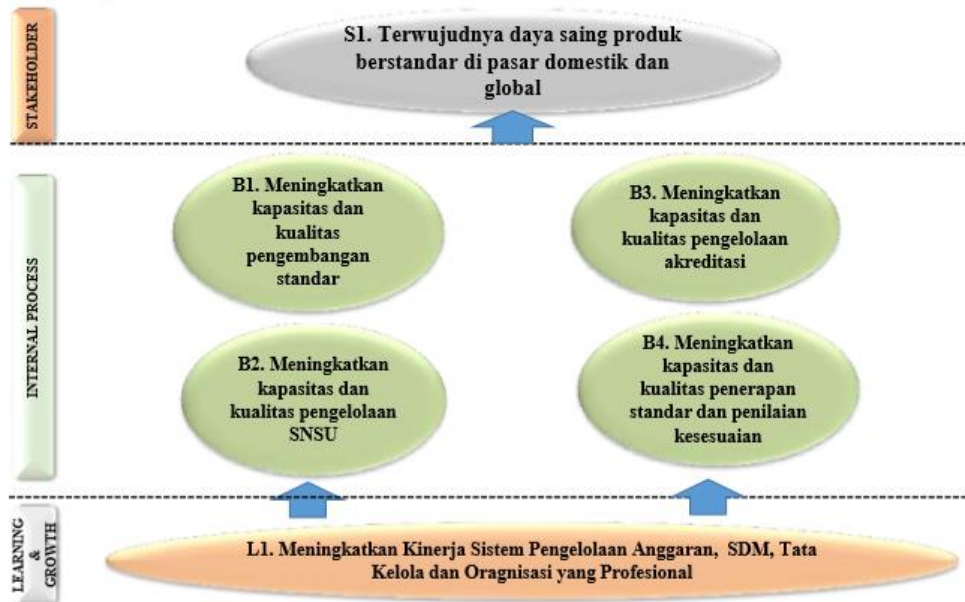 STAKEHOLDER
S1. Terwujudnya daya saing produk
berstandar di pasar domestik dan
global
INTERNAL PROCESS
B1. Meningkatkan
kapasitas dan
kualitas
pengembangan
standar
B3. Meningkatkan
kapasitas dan
kualitas pengelolaan
akreditasi
B2. Meningkatkan
kapasitas dan
kualitas pengelolaan
SNSU
B4. Meningkatkan
kapasitas dan
kualitas penerapan
standar dan penilaian
kesesuaian
LEARNING
&
GROWTH
L1. Meningkatkan Kinerja Sistem Pengelolaan Anggaran, SDM, Tata
Kelola dan Oragnisasi yang Profesional